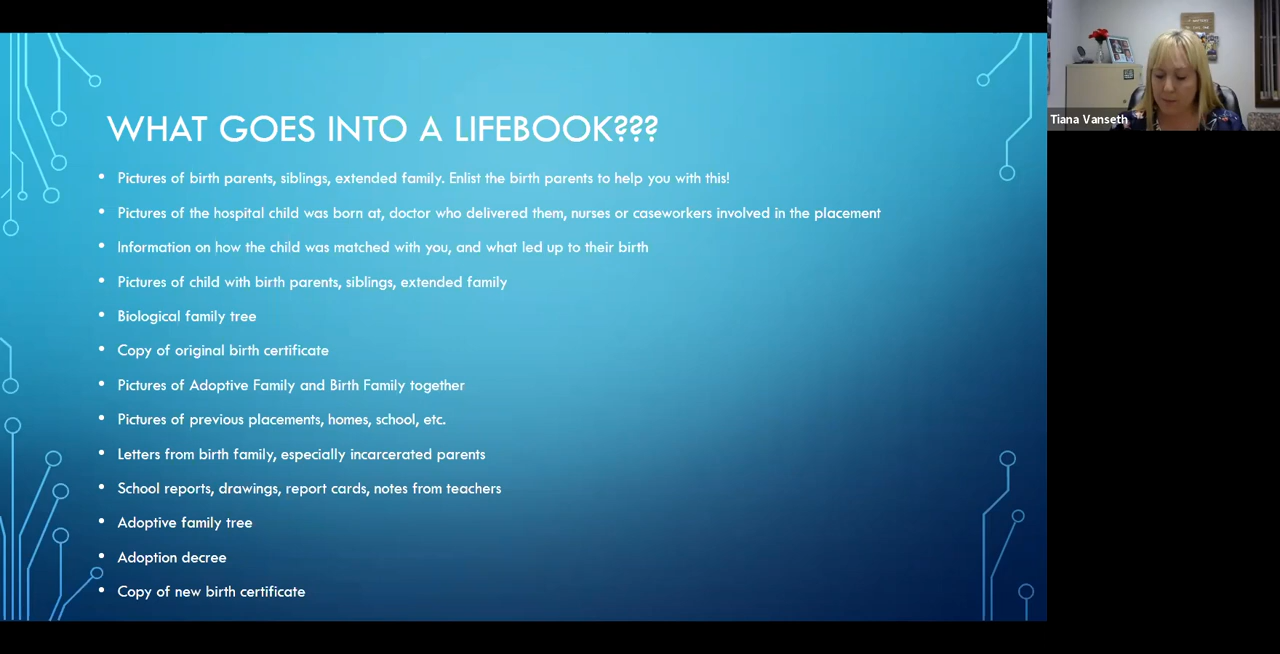 WHAT GOES INTO A LIFEBOOK???
• Pictures of birth parents, siblings, extended family. Enlist the birth parents to help you with this!
• Pictures of the hospital child was born at, doctor who delivered them, nurses or caseworkers involved in the placement
• Information on how the child was matched with you, and what led up to their birth
• Pictures of child with birth parents, siblings, extended family
• Biological family tree
• Copy of original birth certificate
• Pictures of Adoptive Family and Birth Family together
• Pictures of previous placements, homes, school, etc.
• Letters from birth family, especially incarcerated parents
• School reports, drawings, report cards, notes from teachers
• Adoptive family tree
• Adoption decree
• Copy of new birth certificate
Tiana Vanseth